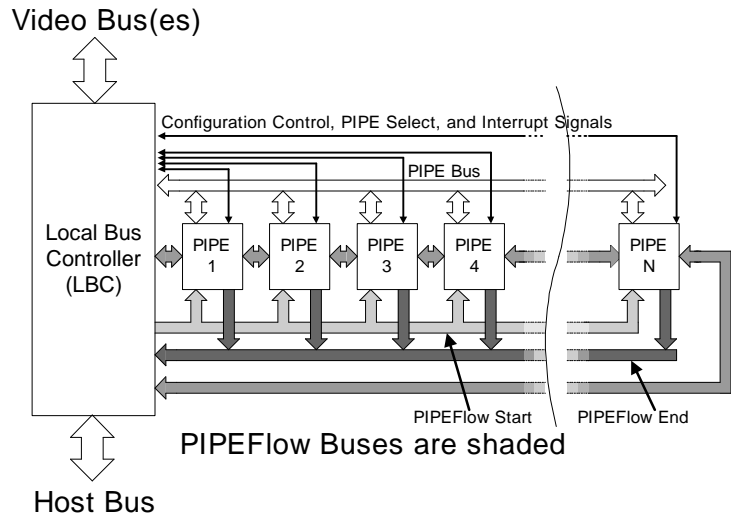 Video Bus(es)
Configuration Control, PIPE Select, and Interrupt Signals
PIPE Bus
Local Bus
Controller
(LBC)
PIPE
1
PIPE
2
PIPE
3
PIPE
4
PIPE
N
PIPEFlow Start
PIPEFlow End
PIPEFlow Buses are shaded
Host Bus